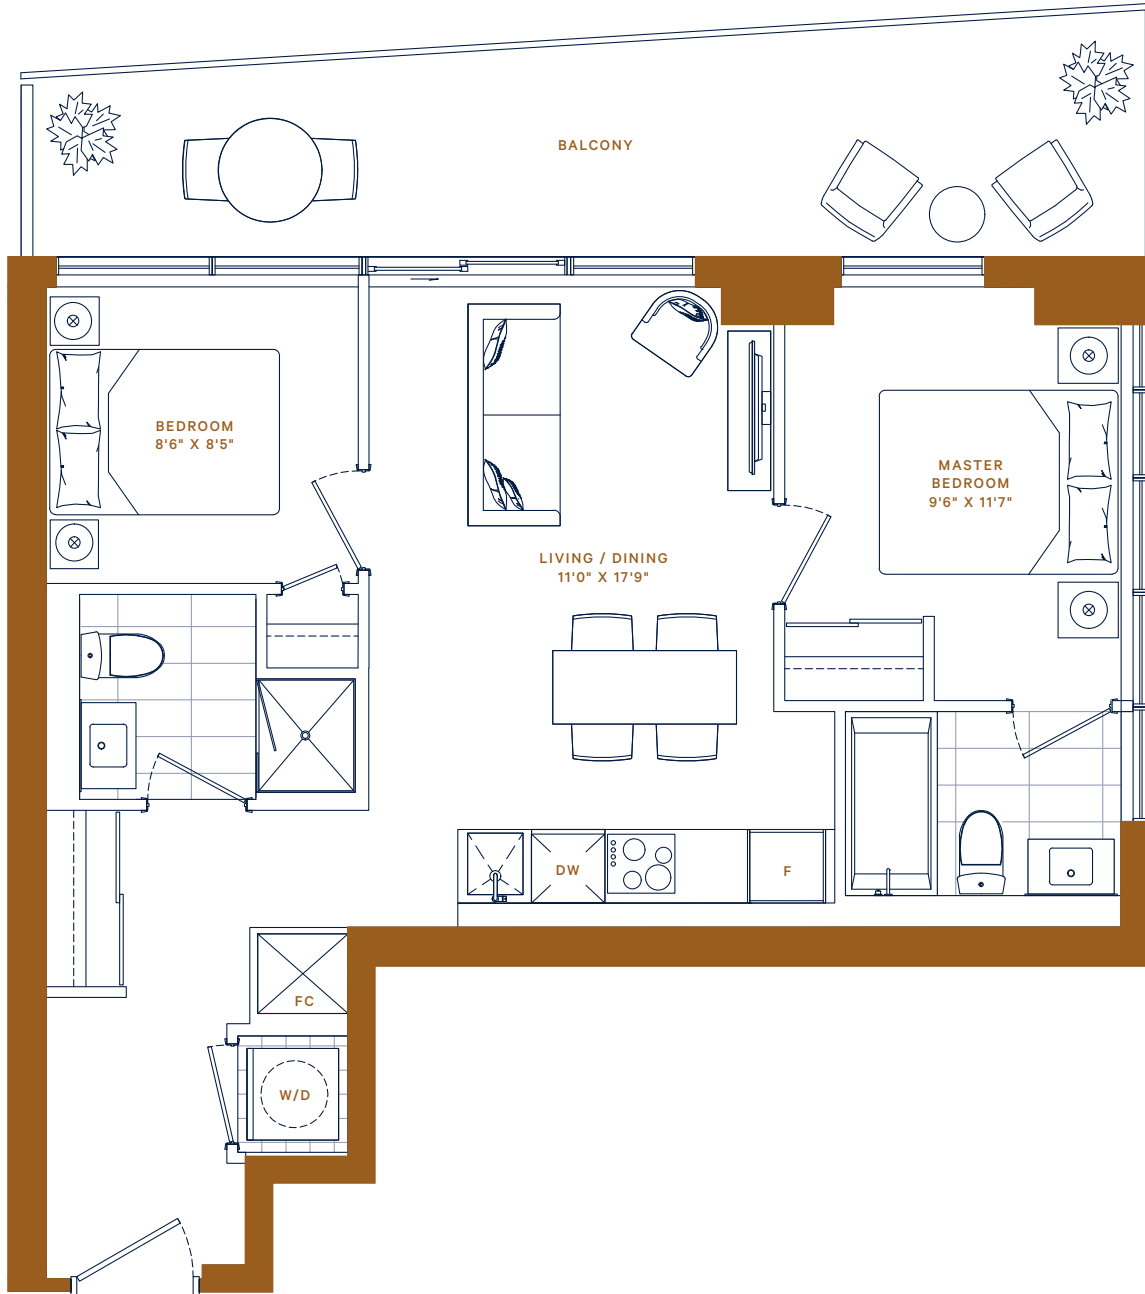 BALCONY
BEDROOM
8'6" X 8'5"
MASTER
BEDROOM
9'6" X 11'7"
LIVING / DINING
11'0" X 17'9"
DW
F
FC
W/D